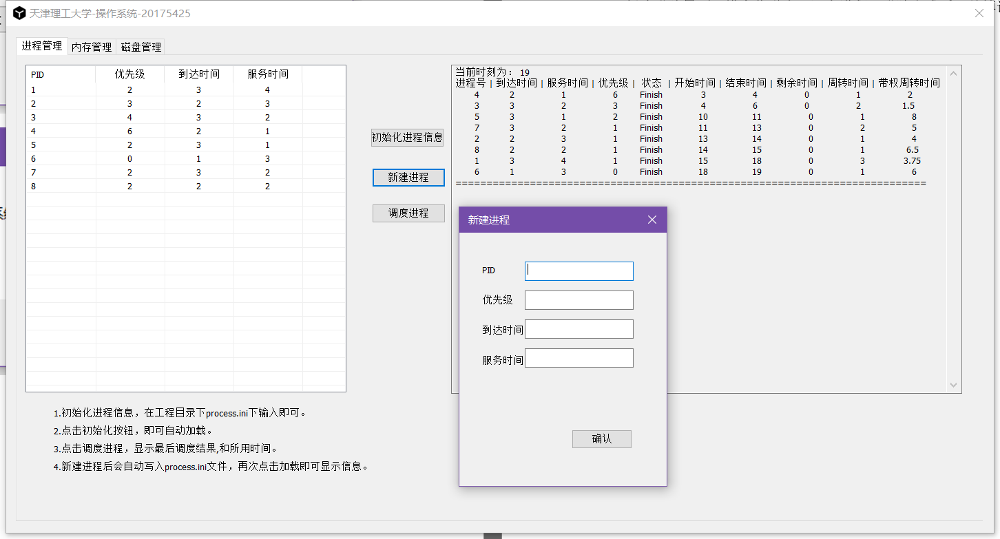 天津理工大学-操作系统-20175425
进程管理 内存管理 磁盘管理
PID 优先级 到达时间 服务时间
1 2 3 4
2 3 2 3
3 4 3 2
4 6 2 1
5 2 3 1
6 0 1 3
7 2 3 2
8 2 2 2
初始化进程信息
新建进程
调度进程
当前时刻为: 19
进程号 | 到达时间 | 服务时间 | 优先级 | 状态 | 开始时间 | 结束时间 | 剩余时间 | 周转时间 | 带权周转时间
4 2 1 6 Finish 3 4 0 1 2
3 3 2 3 Finish 4 6 0 2 1.5
5 3 1 2 Finish 10 11 0 1 8
7 3 2 1 Finish 11 13 0 2 5
2 2 3 1 Finish 13 14 0 1 4
8 2 2 1 Finish 14 15 0 1 6.5
1 3 4 1 Finish 15 18 0 3 3.75
6 1 3 0 Finish 18 19 0 1 6
============================================================================
新建进程
PID
优先级
到达时间
服务时间
确认
1.初始化进程信息，在工程目录下process.ini下输入即可。
2.点击初始化按钮，即可自动加载。
3.点击调度进程，显示最后调度结果,和所用时间。
4.新建进程后会自动写入process.ini文件，再次点击加载即可显示信息。